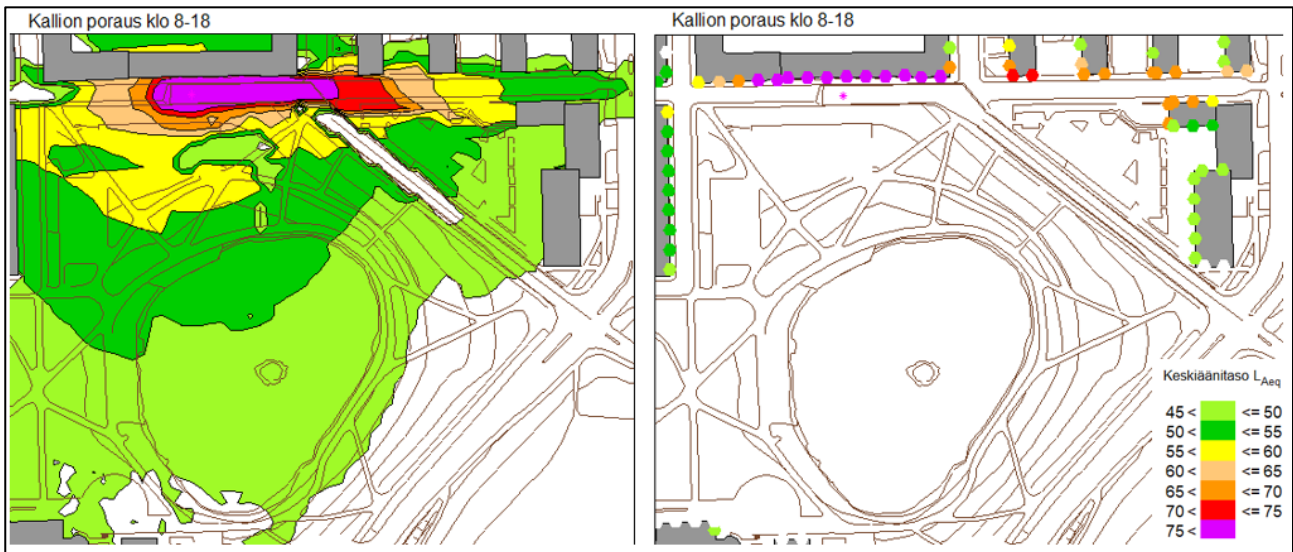 Kallion poraus klo 8-18
Kallion poraus klo 8-18
Keskiäänitaso LAeq
45 < <= 50
50 < <= 55
55 < <= 60
60 < <= 65
65 < <= 70
70 < <= 75
75 <